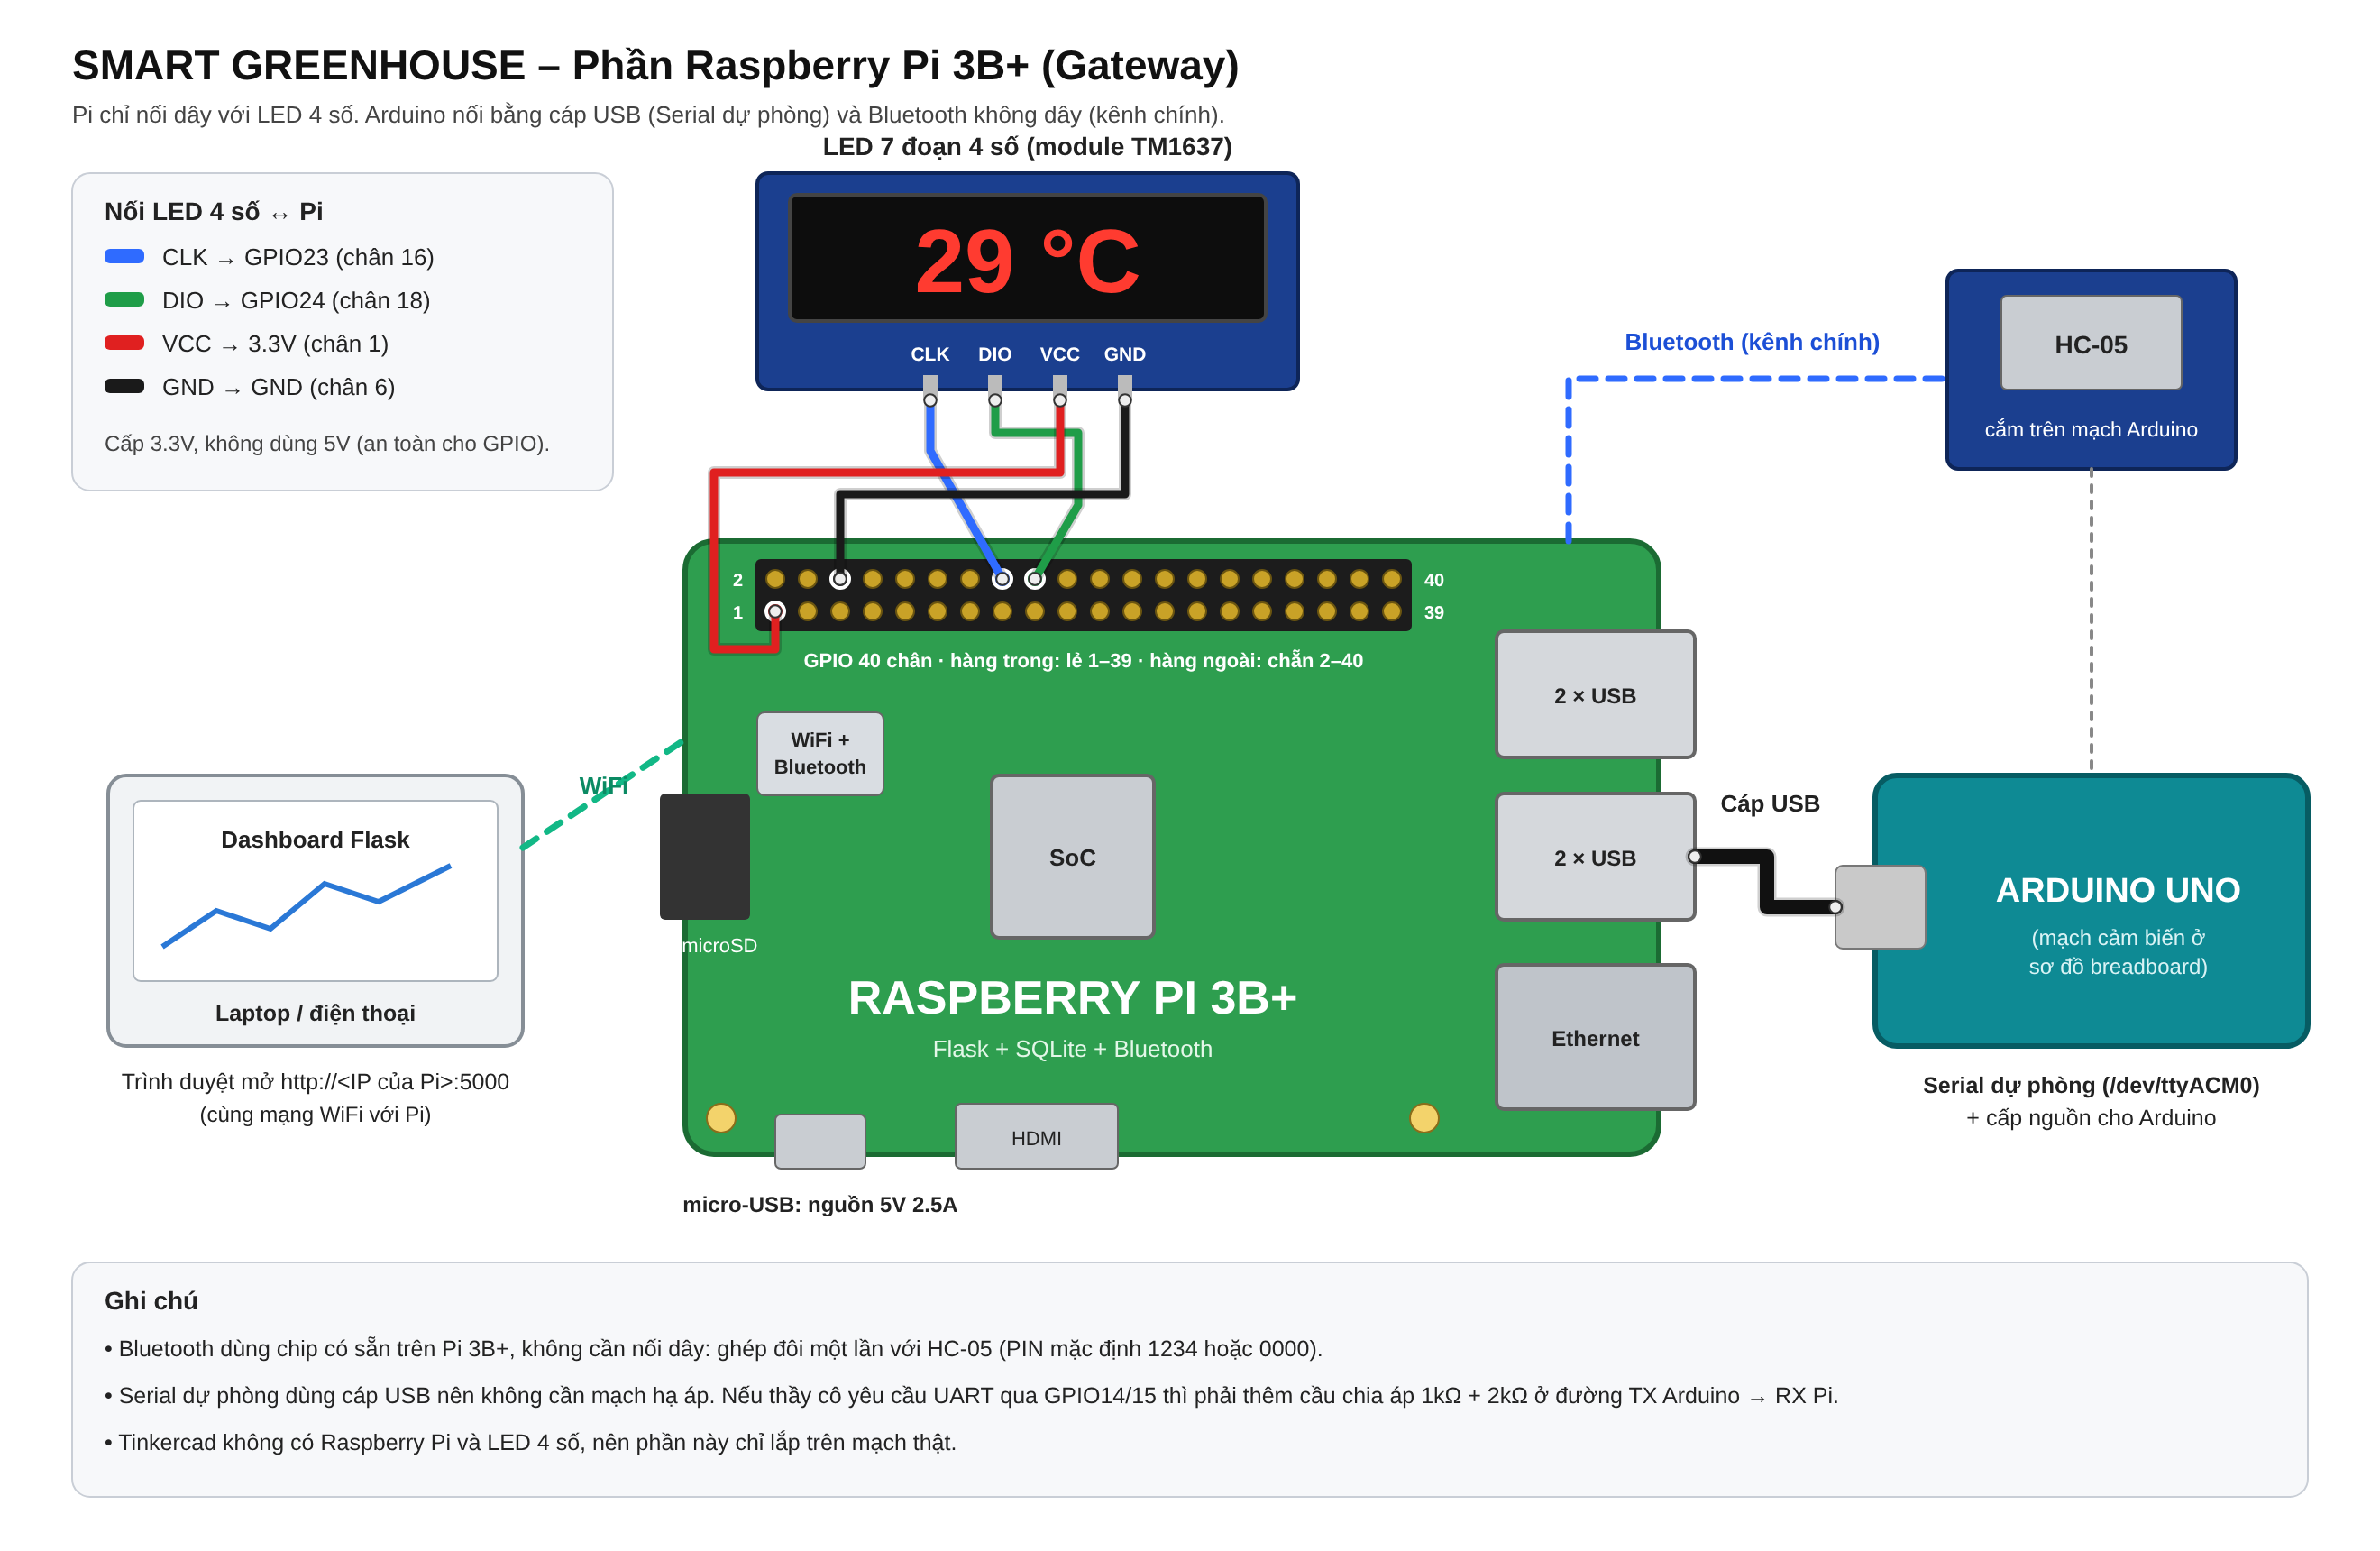 SMART GREENHOUSE – Phần Raspberry Pi 3B+ (Gateway)
Pi chỉ nối dây với LED 4 số. Arduino nối bằng cáp USB (Serial dự phòng) và Bluetooth không dây (kênh chính).
LED 7 đoạn 4 số (module TM1637)
Nối LED 4 số ↔ Pi
CLK → GPIO23 (chân 16)
DIO → GPIO24 (chân 18)
VCC → 3.3V (chân 1)
GND → GND (chân 6)
Cấp 3.3V, không dùng 5V (an toàn cho GPIO).
29 °C
CLK DIO VCC GND
Bluetooth (kênh chính)
HC-05
cắm trên mạch Arduino
2
40
1
39
GPIO 40 chân · hàng trong: lẻ 1–39 · hàng ngoài: chẵn 2–40
WiFi +
Bluetooth
2 × USB
WiFi
Dashboard Flask
Laptop / điện thoại
Trình duyệt mở http://<IP của Pi>:5000
(cùng mạng WiFi với Pi)
microSD
SoC
2 × USB
Cáp USB
ARDUINO UNO
(mạch cảm biến ở
sơ đồ breadboard)
RASPBERRY PI 3B+
Flask + SQLite + Bluetooth
Ethernet
Serial dự phòng (/dev/ttyACM0)
+ cấp nguồn cho Arduino
HDMI
micro-USB: nguồn 5V 2.5A
Ghi chú
• Bluetooth dùng chip có sẵn trên Pi 3B+, không cần nối dây: ghép đôi một lần với HC-05 (PIN mặc định 1234 hoặc 0000).
• Serial dự phòng dùng cáp USB nên không cần mạch hạ áp. Nếu thầy cô yêu cầu UART qua GPIO14/15 thì phải thêm cầu chia áp 1kΩ + 2kΩ ở đường TX Arduino → RX Pi.
• Tinkercad không có Raspberry Pi và LED 4 số, nên phần này chỉ lắp trên mạch thật.